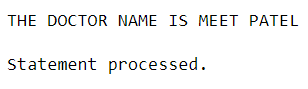 THE DOCTOR NAME IS MEET PATEL
Statement processed.